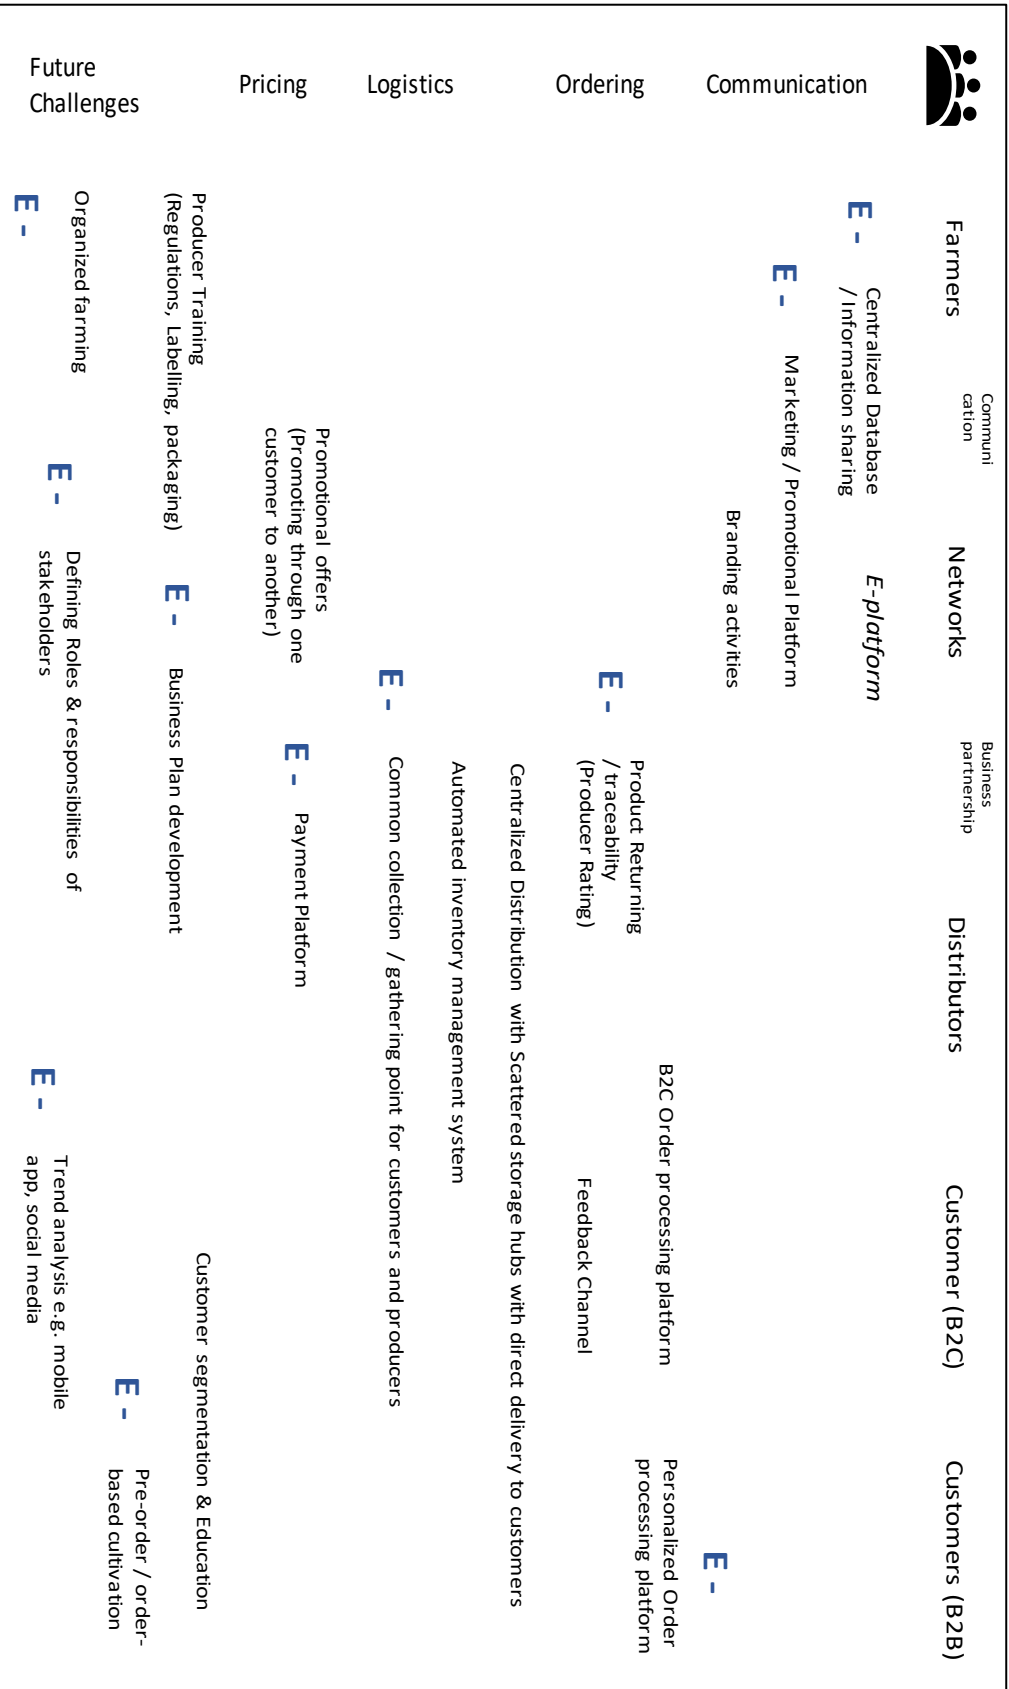 Farmers
Communi
cation
Networks
Business
partnership
Distributors
Customer (B2C)
Customers (B2B)
Communication
E -
Centralized Database
/ Information sharing
E-platform
E -
Marketing / Promotional Platform
Branding activities
E -
Ordering
Personalized Order
processing platform
B2C Order processing platform
E -
Product Returning
/ traceability
(Producer Rating)
Feedback Channel
Logistics
Centralized Distribution with Scattered storage hubs with direct delivery to customers
Automated inventory management system
E -
Common collection / gathering point for customers and producers
Pricing
Promotional offers
(Promoting through one
customer to another)
E -
Payment Platform
Future
Challenges
Producer Training
(Regulations, Labelling, packaging)
E -
Business Plan development
Customer segmentation & Education
E -
Pre-order / order-
based cultivation
E -
Organized farming
E -
Defining Roles & responsibilities of
stakeholders
E -
Trend analysis e.g. mobile
app, social media